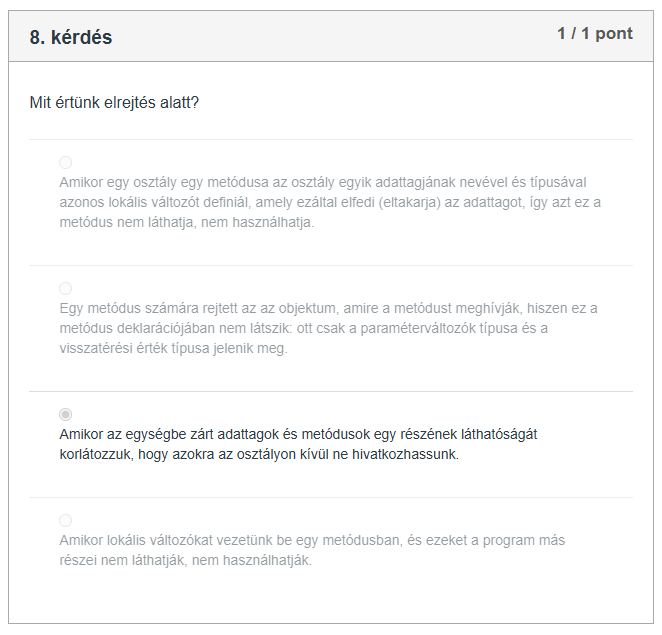 8. kérdés
1 / 1 pont
Mit értünk elrejtés alatt?
Amikor egy osztály egy metódusa az osztály egyik adattagjának nevével és típusával
azonos lokális változót definiál, amely ezáltal elfedi (eltakarja) az adattagot, így azt ez a
metódus nem láthatja, nem használhatja.
Egy metódus számára rejtett az az objektum, amire a metódust meghívják, hiszen ez a
metódus deklarációjában nem látszik: ott csak a paraméterváltozók típusa és a
visszatérési érték típusa jelenik meg.
Amikor az egységbe zárt adattagok és metódusok egy részének láthatóságát
korlátozzuk, hogy azokra az osztályon kívül ne hivatkozhassunk.
Amikor lokális változókat vezetünk be egy metódusban, és ezeket a program más
részei nem láthatják, nem használhatják.